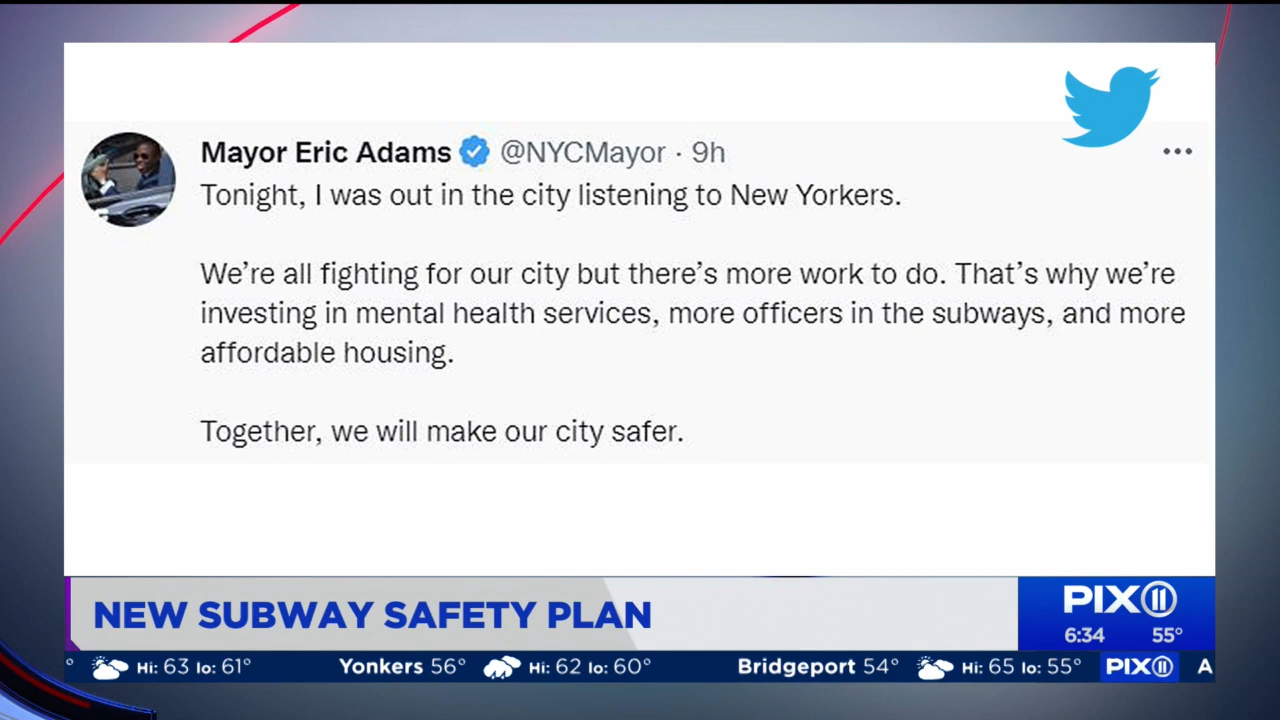 Mayor Eric Adams @NYCMayor · 9h
Tonight, I was out in the city listening to New Yorkers.
We're all fighting for our city but there's more work to do. That's why we're
investing in mental health services, more officers in the subways, and more
affordable housing.
Together, we will make our city safer.
NEW SUBWAY SAFETY PLAN
PIX11
6:34 55°
° Hi: 63 lo: 61° Yonkers 56° Hi: 62 lo: 60° Bridgeport 54° Hi: 65 lo: 55° PIX11 A